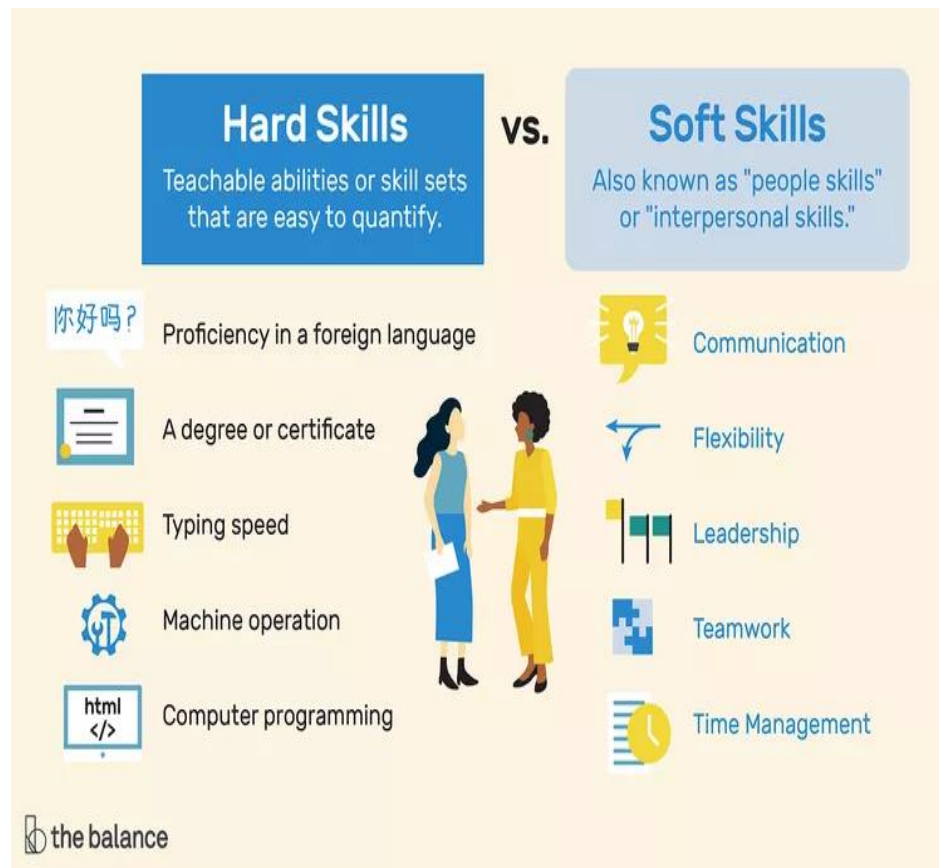 Hard Skills
Teachable abilities or skill sets
that are easy to quantify.
vs.
Soft Skills
Also known as "people skills"
or "interpersonal skills."
你好吗?
Proficiency in a foreign language
A degree or certificate
Typing speed
Machine operation
html
</>
Computer programming
Communication
Flexibility
Leadership
Teamwork
Time Management
the balance